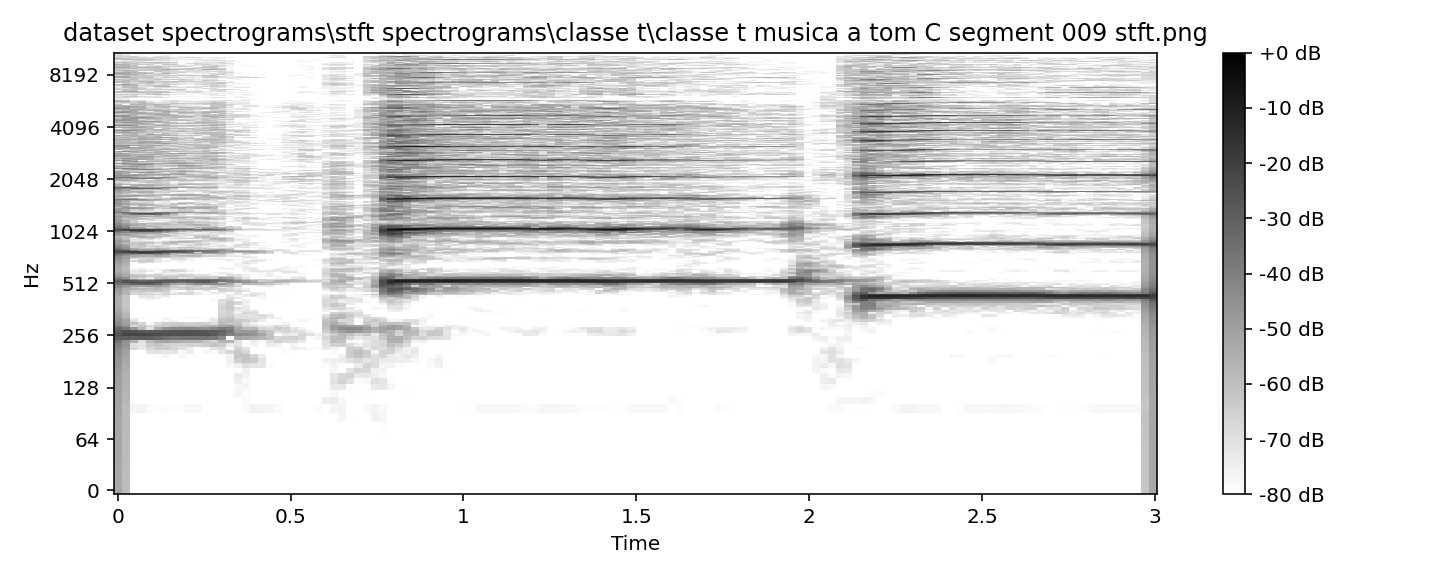 dataset spectrograms\stft spectrograms\classe t\classe t musica a tom C segment 009 stft.png
8192
4096
2048
1024
512
256
128
64
0
Hz
0
0.5
1
1.5
2
2.5
3
Time
+0 dB
-10 dB
-20 dB
-30 dB
-40 dB
-50 dB
-60 dB
-70 dB
-80 dB